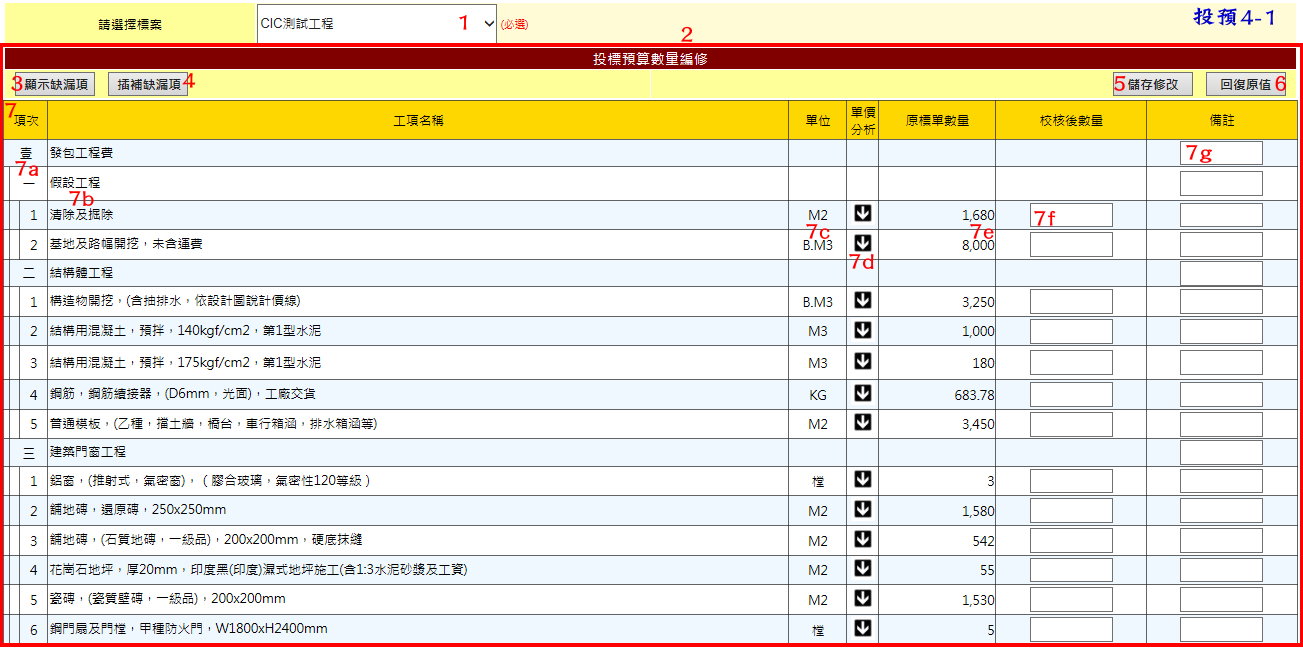 請選擇標案 CIC測試工程 1 (必選) 投預4-1
2
投標預算數量編修
3 顯示缺漏項 插補缺漏項 4 5 儲存修改 回復原值 6
7
項次 工項名稱 單位 單價分析 原標單數量 校核後數量 備註
壹 發包工程費 7g
7a
一 假設工程
7b
1 清除及掘除 M2 1,680 7f
7c 7e
2 基地及路幅開挖，未含運費 B.M3 8,000
7d
二 結構體工程
1 構造物開挖，(含抽排水，依設計圖說計價線) B.M3 3,250
2 結構用混凝土，預拌，140kgf/cm2，第1型水泥 M3 1,000
3 結構用混凝土，預拌，175kgf/cm2，第1型水泥 M3 180
4 鋼筋，鋼筋續接器，(D6mm，光面)，工廠交貨 KG 683.78
5 普通模板，(乙種，擋土牆，橋台，車行箱涵，排水箱涵等) M2 3,450
三 建築門窗工程
1 鋁窗，(推射式，氣密窗)，（膠合玻璃，氣密性120等級） 樘 3
2 舖地磚，還原磚，250x250mm M2 1,580
3 舖地磚，(石質地磚，一級品)，200x200mm，硬底抹縫 M2 542
4 花崗石地坪，厚20mm，印度黑(印度)濕式地坪施工(含1:3水泥砂漿及工資) M2 55
5 瓷磚，(瓷質壁磚，一級品)，200x200mm M2 1,530
6 鋼門扇及門樘，甲種防火門，W1800xH2400mm 樘 5